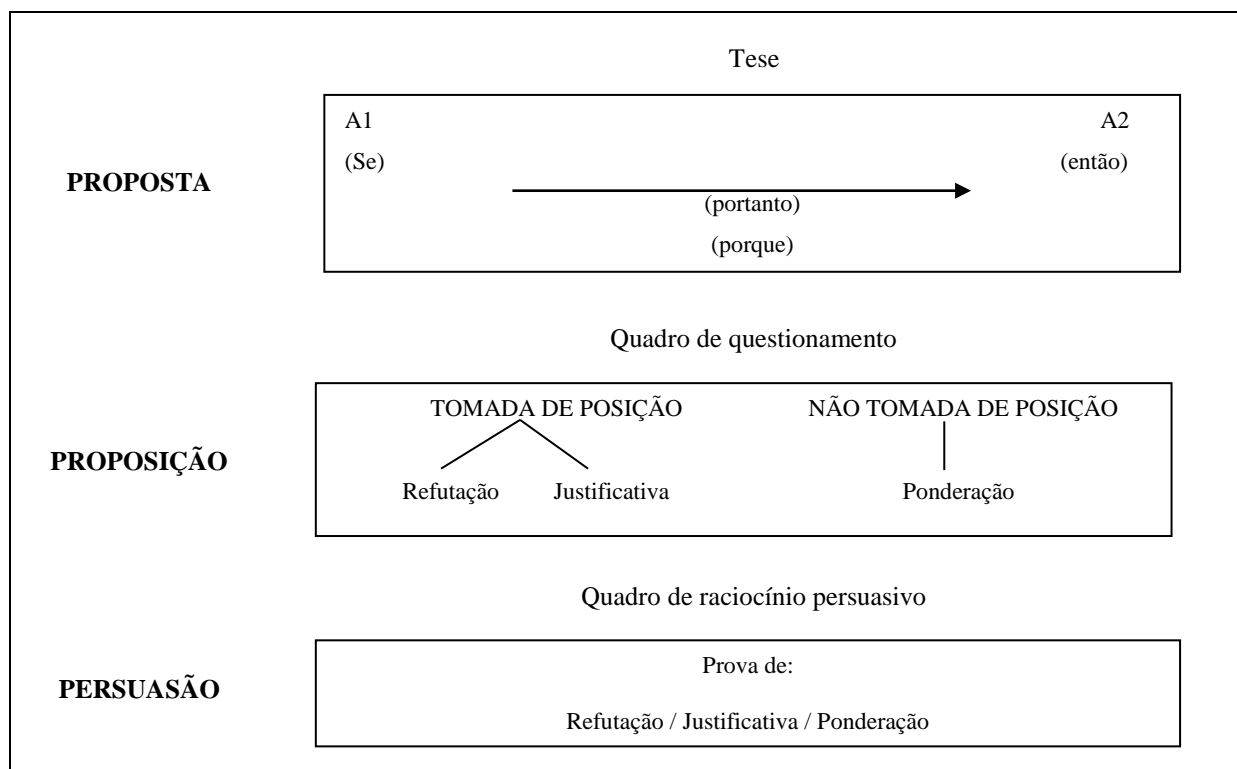 Tese
A1 A2
(Se) (então)
PROPOSTA
(portanto)
(porque)
Quadro de questionamento
TOMADA DE POSIÇÃO NÃO TOMADA DE POSIÇÃO
PROPOSIÇÃO
Refutação Justificativa Ponderação
Quadro de raciocínio persuasivo
Prova de:
PERSUASÃO
Refutação / Justificativa / Ponderação